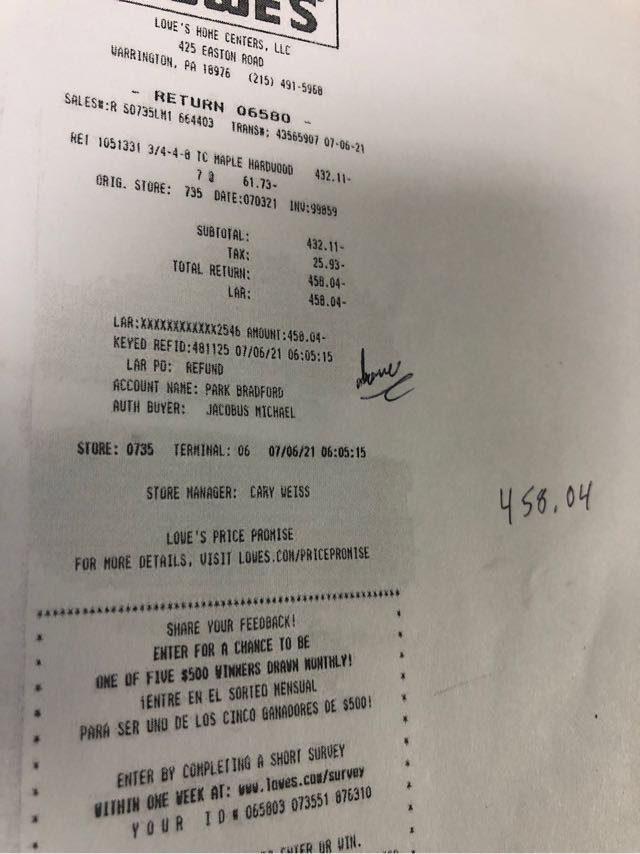 LOWE'S
LOWE'S HOME CENTERS, LLC
425 EASTON ROAD
WARRINGTON, PA 18976 (215) 491-5968
- RETURN 06580 -
SALES#:R S0735LM1 664403 TRANS#: 43565907 07-06-21
RET 1051331 3/4-4-8 TC MAPLE HARDWOOD 432.11-
7 @ 61.73-
ORIG. STORE: 735 DATE:070321 INV:99859
SUBTOTAL: 432.11-
TAX: 25.93-
TOTAL RETURN: 458.04-
LAR: 458.04-
LAR:XXXXXXXXXXXX2546 AMOUNT:458.04-
KEYED REFID:481125 07/06/21 06:05:15
LAR PO: REFUND
ACCOUNT NAME: PARK BRADFORD
AUTH BUYER: JACOBUS MICHAEL
STORE: 0735 TERMINAL: 06 07/06/21 06:05:15
STORE MANAGER: CARY WEISS
458.04
LOWE'S PRICE PROMISE
FOR MORE DETAILS, VISIT LOWES.COM/PRICEPROMISE
****************************************************
SHARE YOUR FEEDBACK!
ENTER FOR A CHANCE TO BE
ONE OF FIVE $500 WINNERS DRAWN MONTHLY!
¡ENTRE EN EL SORTEO MENSUAL
PARA SER UNO DE LOS CINCO GANADORES DE $500!
ENTER BY COMPLETING A SHORT SURVEY
WITHIN ONE WEEK AT: www.lowes.com/survey
YOUR ID# 065803 073551 876310
ENTER OR WIN.